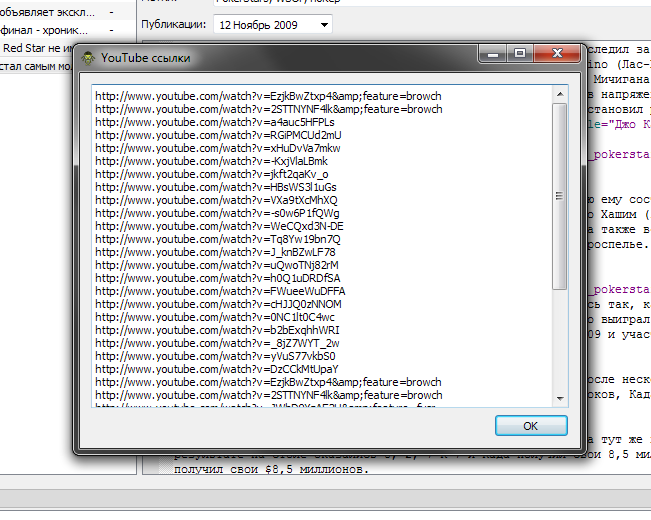 объявляет экскл... -
финал - хроник... -
Red Star не им
стал самым мо
Публикации: 12 Ноябрь 2009
YouTube ссылки
http://www.youtube.com/watch?v=EzjkBwZtxp4&amp;feature=browch
http://www.youtube.com/watch?v=2STTNYNF4lk&amp;feature=browch
http://www.youtube.com/watch?v=a4auc5HFPLs
http://www.youtube.com/watch?v=RGiPMCUd2mU
http://www.youtube.com/watch?v=xHuDvVa7mkw
http://www.youtube.com/watch?v=-KxjVlaLBmk
http://www.youtube.com/watch?v=jkft2qaKv_o
http://www.youtube.com/watch?v=HBsWS3l1uGs
http://www.youtube.com/watch?v=VXa9tXcMhXQ
http://www.youtube.com/watch?v=-s0w6P1fQWg
http://www.youtube.com/watch?v=WeCQxd3N-DE
http://www.youtube.com/watch?v=Tq8Yw19bn7Q
http://www.youtube.com/watch?v=J_knBZwLF78
http://www.youtube.com/watch?v=uQwoTNj82rM
http://www.youtube.com/watch?v=h0Q1uDRDfSA
http://www.youtube.com/watch?v=FWueeWuDFFA
http://www.youtube.com/watch?v=cHJJQ0zNNOM
http://www.youtube.com/watch?v=0NC1lt0C4wc
http://www.youtube.com/watch?v=b2bExqhhWRI
http://www.youtube.com/watch?v=_8jZ7WYT_2w
http://www.youtube.com/watch?v=yVuS77vkbS0
http://www.youtube.com/watch?v=DzCCkMtUpaY
http://www.youtube.com/watch?v=EzjkBwZtxp4&amp;feature=browch
http://www.youtube.com/watch?v=2STTNYNF4lk&amp;feature=browch
OK
следил за
ino (Лас-
Мичигана
в напряжен
становил
le="Джо К
_pokersta
ю ему сос
о Хашим (
а также в
роспелье.
_pokersta
сь так, к
о выиграл
09 и учас
осле неск
оков, Кад
а тут же
получил свои $8,5 миллионов.